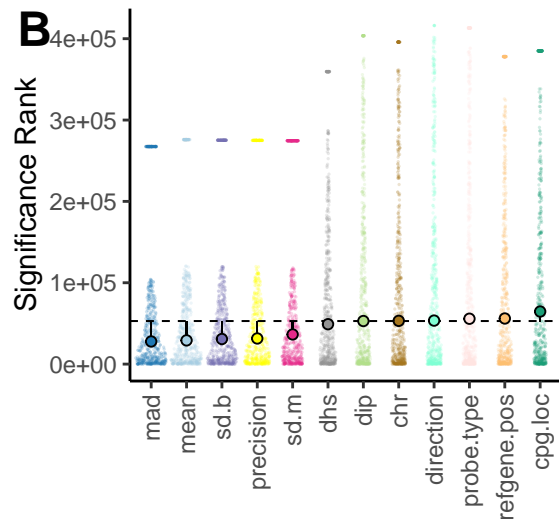 B
Significance Rank
4e+05
3e+05
2e+05
1e+05
0e+00
mad
mean
sd.b
precision
sd.m
dhs
dip
chr
direction
probe.type
refgene.pos
cpg.loc